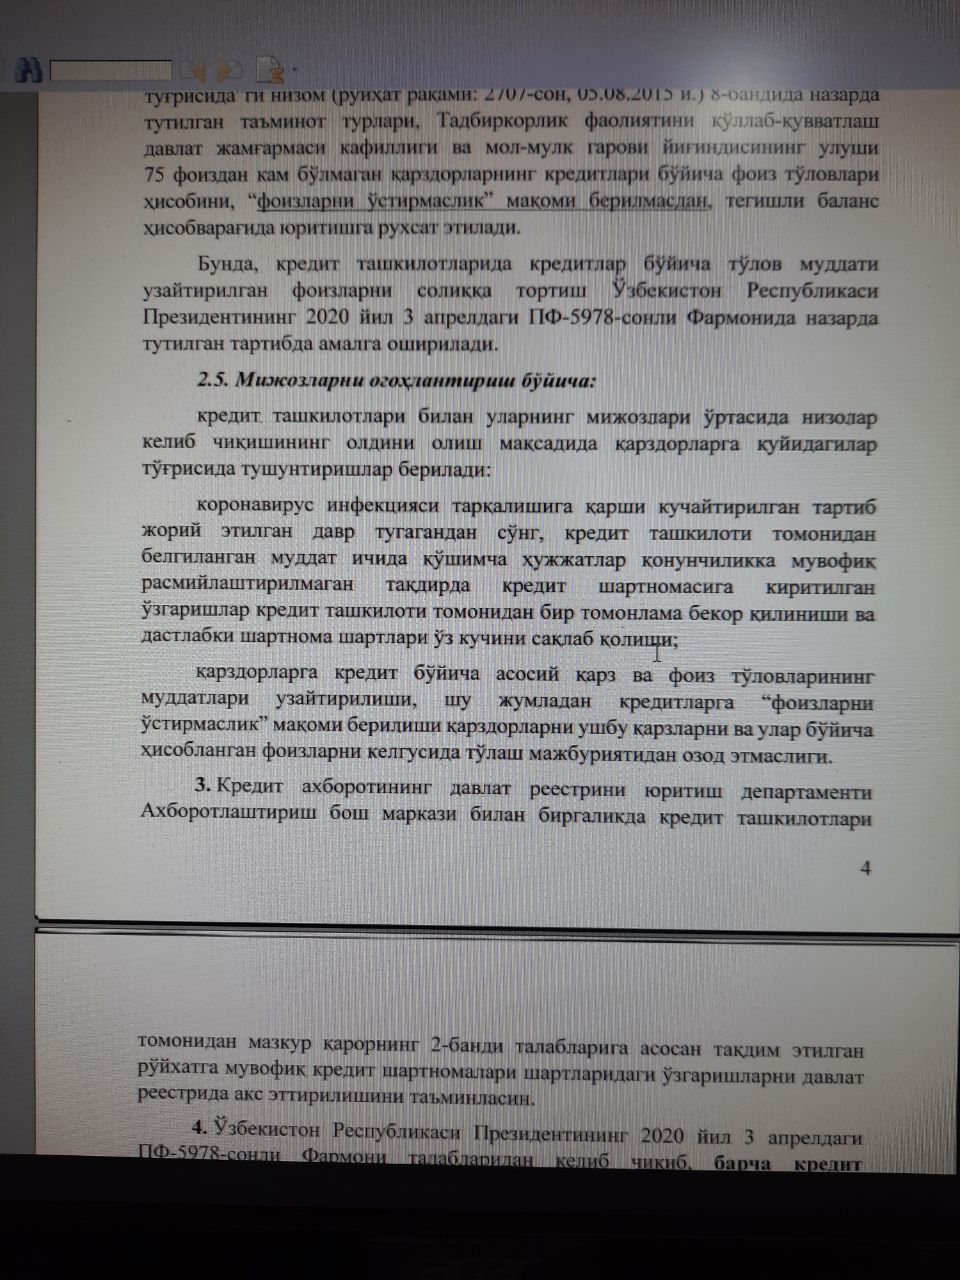 тўғрисида"ги низом (рўйхат рақами: 2707-сон, 05.08.2015 й.) 8-бандида назарда
тутилган таъминот турлари, Тадбиркорлик фаолиятини қўллаб-қувватлаш
давлат жамғармаси кафиллиги ва мол-мулк гарови йиғиндисининг улуши
75 фоиздан кам бўлмаган қарздорларнинг кредитлари бўйича фоиз тўловлари
ҳисобини, “фоизларни ўстирмаслик” мақоми берилмасдан, тегишли баланс
ҳисобварағида юритишга рухсат этилади.
Бунда, кредит ташкилотларида кредитлар бўйича тўлов муддати
узайтирилган фоизларни солиққа тортиш Ўзбекистон Республикаси
Президентининг 2020 йил 3 апрелдаги ПФ-5978-сонли Фармонида назарда
тутилган тартибда амалга оширилади.
2.5. Мижозларни огоҳлантириш бўйича:
кредит ташкилотлари билан уларнинг мижозлари ўртасида низолар
келиб чиқишининг олдини олиш мақсадида қарздорларга қуйидагилар
тўғрисида тушунтиришлар берилади:
коронавирус инфекцияси тарқалишига қарши кучайтирилган тартиб
жорий этилган давр тугагандан сўнг, кредит ташкилоти томонидан
белгиланган муддат ичида қўшимча ҳужжатлар қонунчиликка мувофиқ
расмийлаштирилмаган тақдирда кредит шартномасига киритилган
ўзгаришлар кредит ташкилоти томонидан бир томонлама бекор қилиниши ва
дастлабки шартнома шартлари ўз кучини сақлаб қолиши;
қарздорларга кредит бўйича асосий қарз ва фоиз тўловларининг
муддатлари узайтирилиши, шу жумладан кредитларга “фоизларни
ўстирмаслик” мақоми берилиши қарздорларни ушбу қарзларни ва улар бўйича
ҳисобланган фоизларни келгусида тўлаш мажбуриятидан озод этмаслиги.
3. Кредит ахборотининг давлат реестрини юритиш департаменти
Ахборотлаштириш бош маркази билан биргаликда кредит ташкилотлари
4
томонидан мазкур қарорнинг 2-банди талабларига асосан тақдим этилган
рўйхатга мувофиқ кредит шартномалари шартларидаги ўзгаришларни давлат
реестрида акс эттирилишини таъминласин.
4. Ўзбекистон Республикаси Президентининг 2020 йил 3 апрелдаги
ПФ-5978-сонли Фармони талабларидан келиб чиқиб, барча кредит
acer